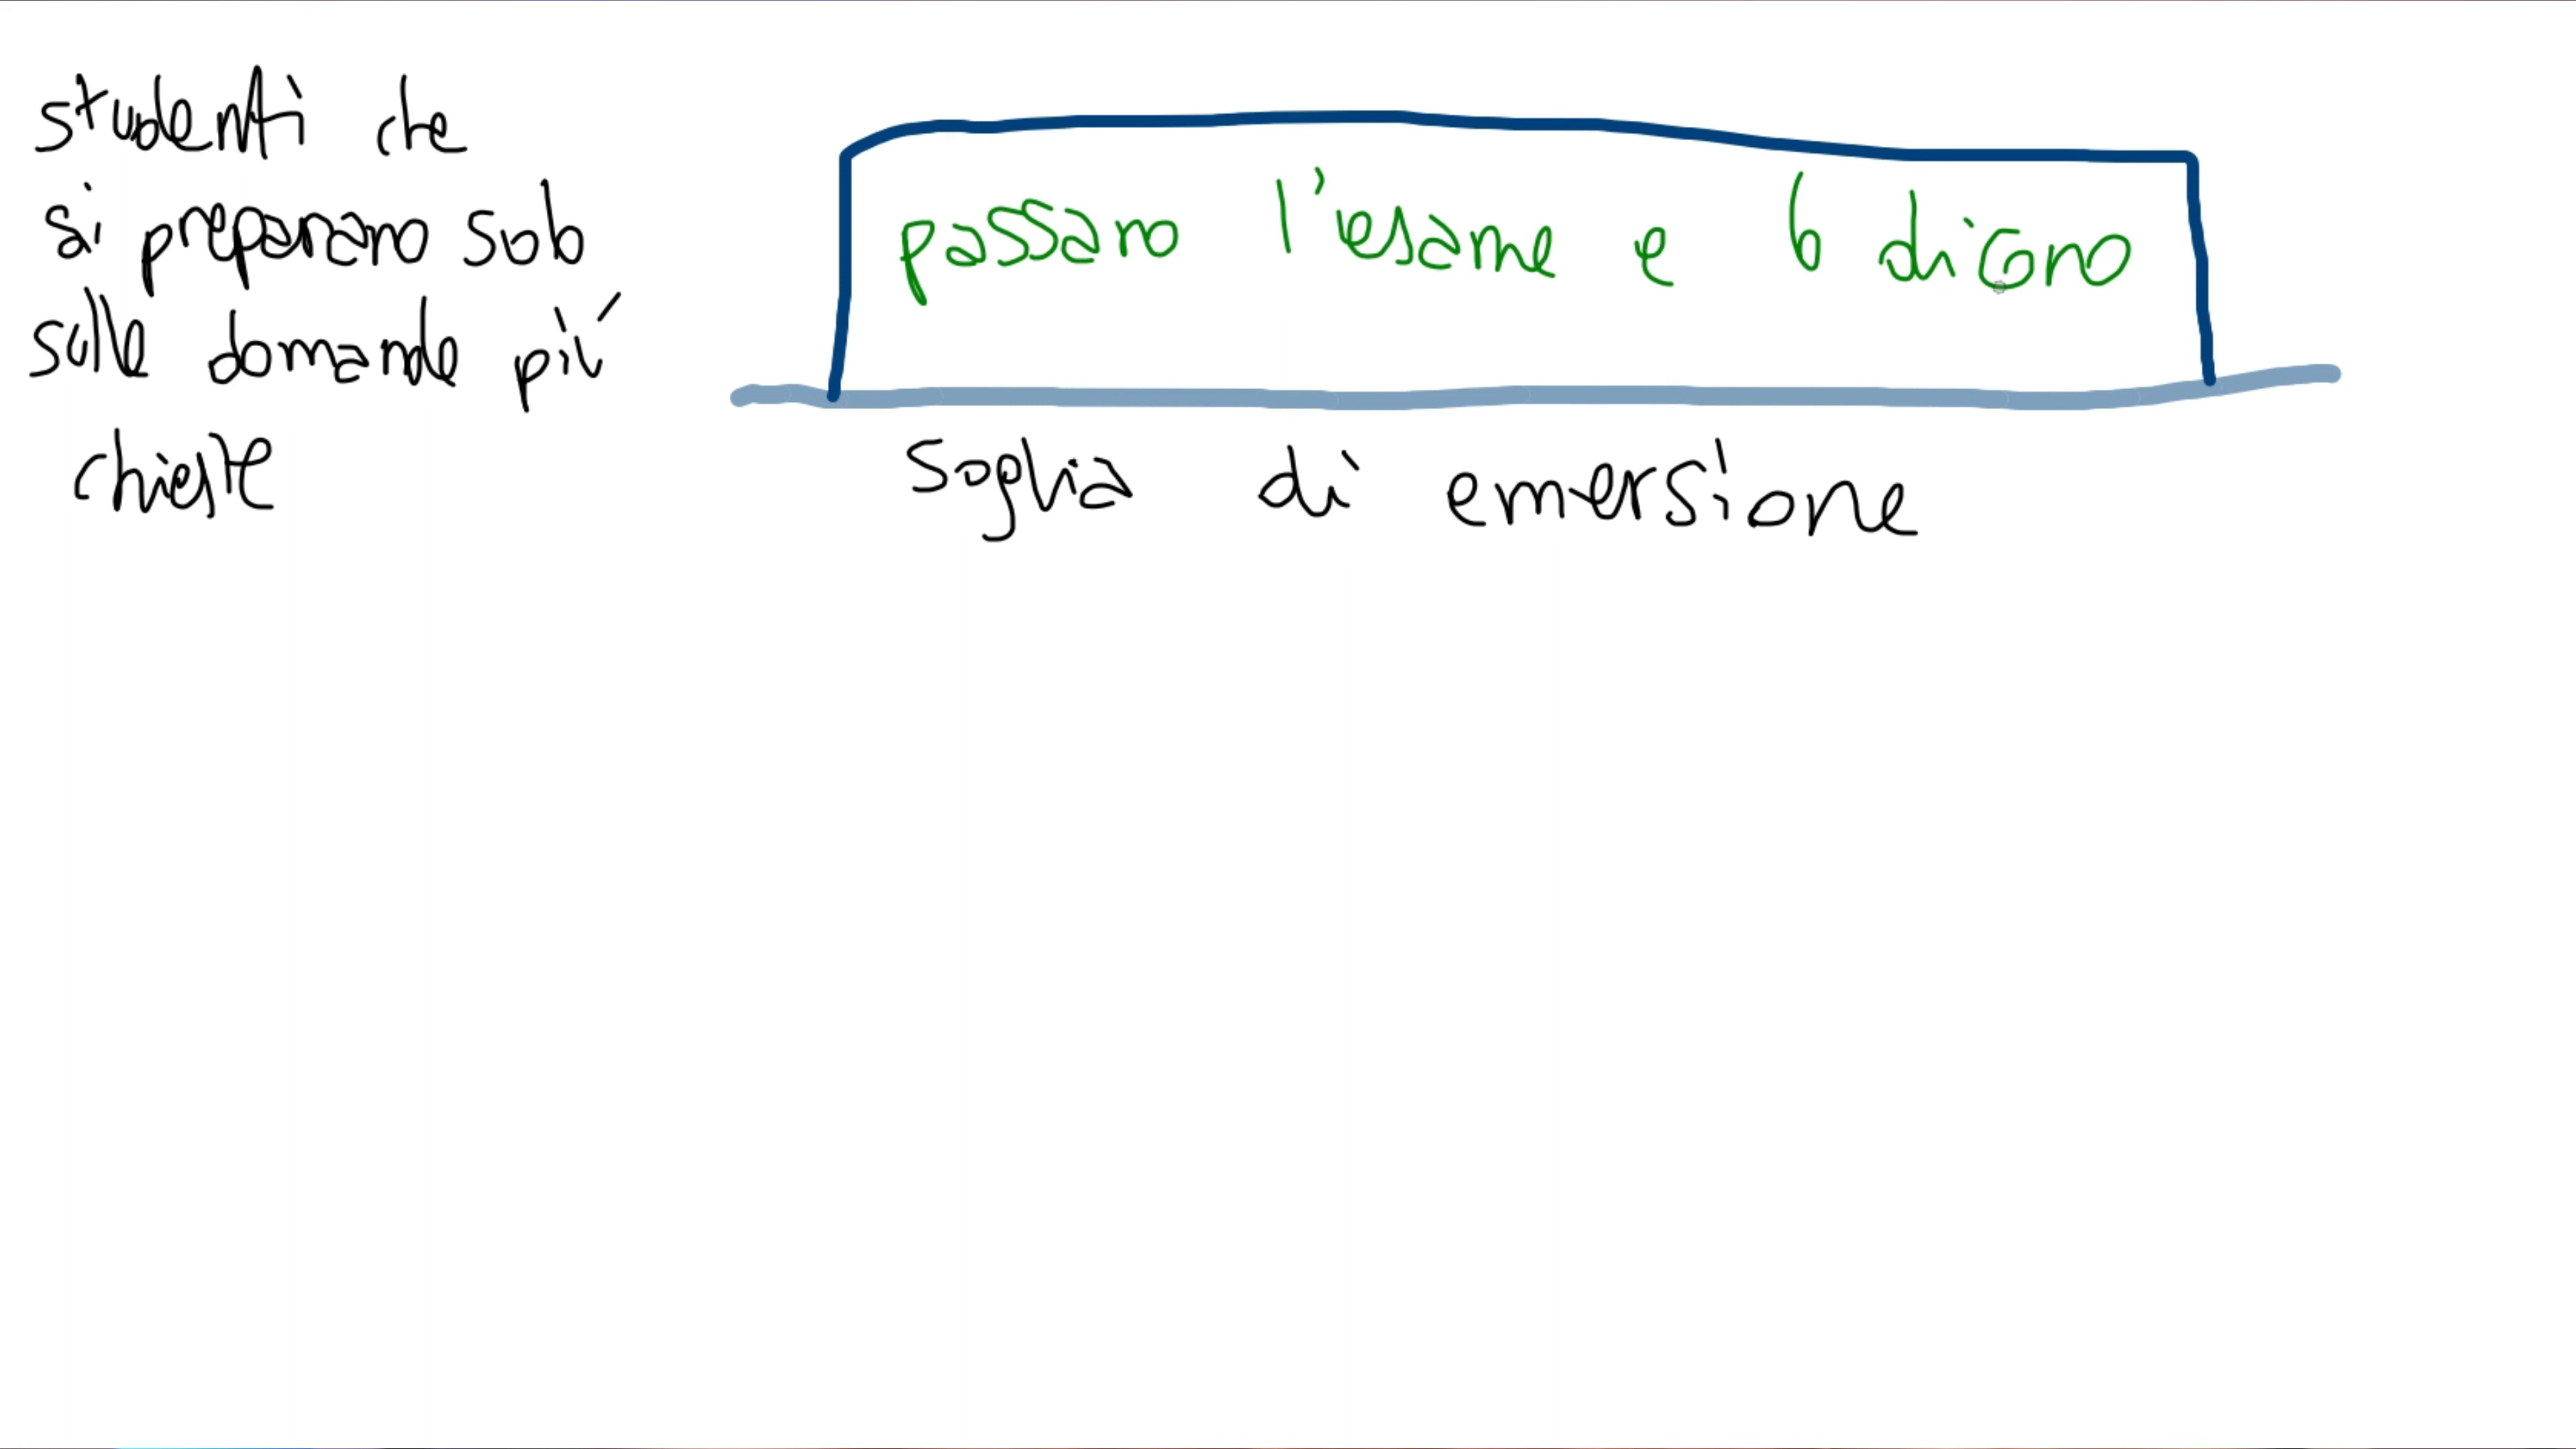 studenti che
si preparano solo
sulle domande più
chieste
passano l'esame e lo dicono
soglia di emersione